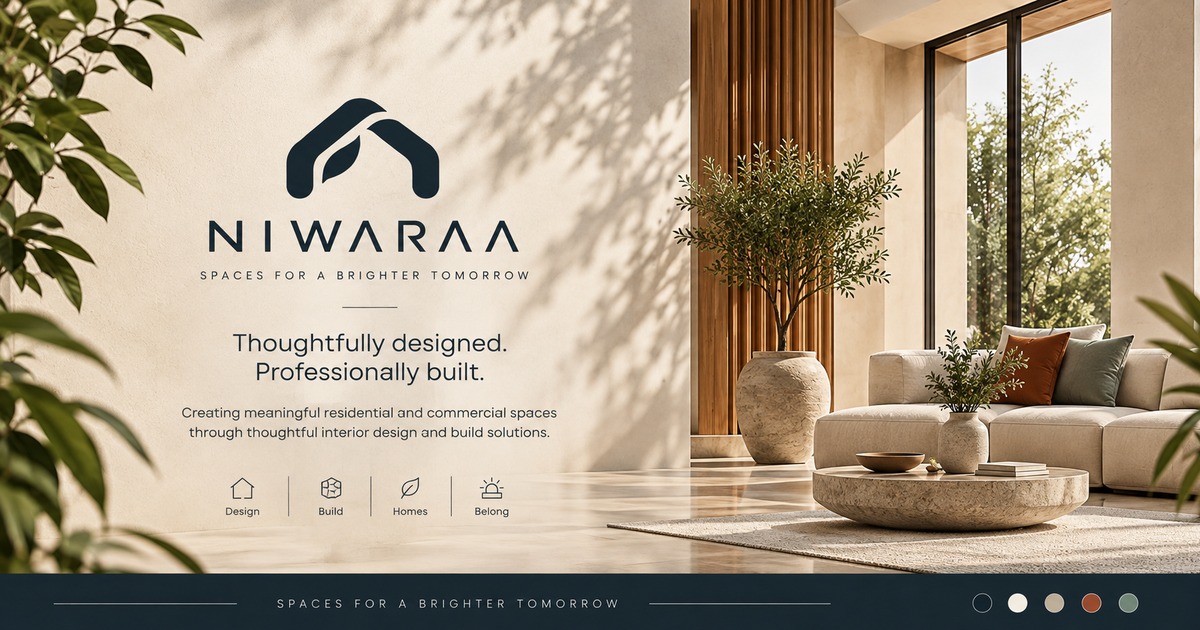 NIWARAA
SPACES FOR A BRIGHTER TOMORROW
Thoughtfully designed.
Professionally built.
Creating meaningful residential and commercial spaces
through thoughtful interior design and build solutions.
Design
Build
Homes
Belong
SPACES FOR A BRIGHTER TOMORROW